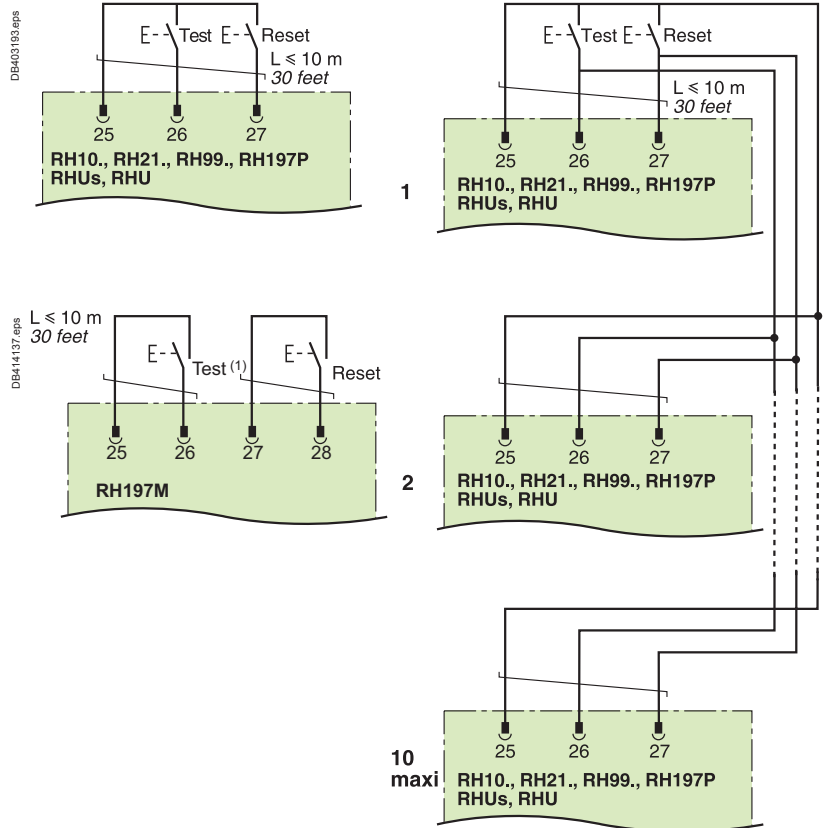 DB403193.eps
Test Reset
L ≤ 10 m
30 feet
25 26 27
RH10., RH21., RH99., RH197P
RHUs, RHU
Test Reset
L ≤ 10 m
30 feet
25 26 27
1
RH10., RH21., RH99., RH197P
RHUs, RHU
DB414137.eps
L ≤ 10 m
30 feet
Test (1)
Reset
25 26 27 28
RH197M
25 26 27
2
RH10., RH21., RH99., RH197P
RHUs, RHU
25 26 27
10
maxi
RH10., RH21., RH99., RH197P
RHUs, RHU